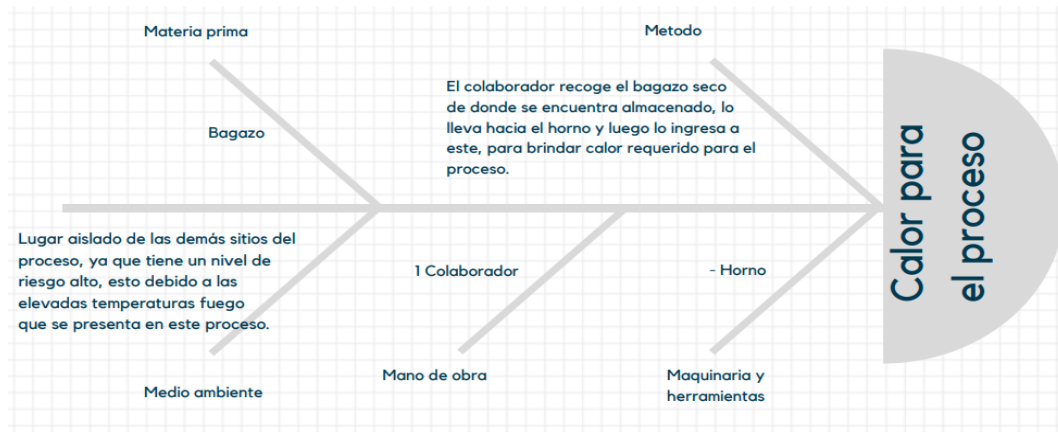 Materia prima
Metodo
El colaborador recoge el bagazo seco
de donde se encuentra almacenado, lo
lleva hacia el horno y luego lo ingresa a
este, para brindar calor requerido para el
proceso.
Bagazo
Calor para
el proceso
Lugar aislado de las demás sitios del
proceso, ya que tiene un nivel de
riesgo alto, esto debido a las
elevadas temperaturas fuego
que se presenta en este proceso.
1 Colaborador
- Horno
Medio ambiente
Mano de obra
Maquinaria y
herramientas